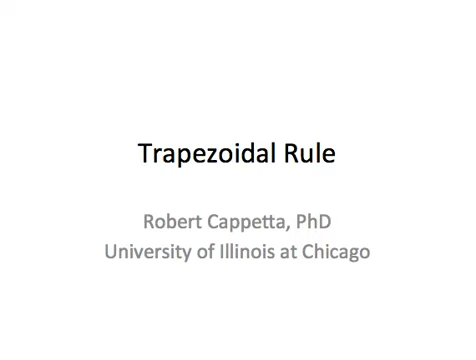 Trapezoidal Rule
Robert Cappetta, PhD
University of Illinois at Chicago